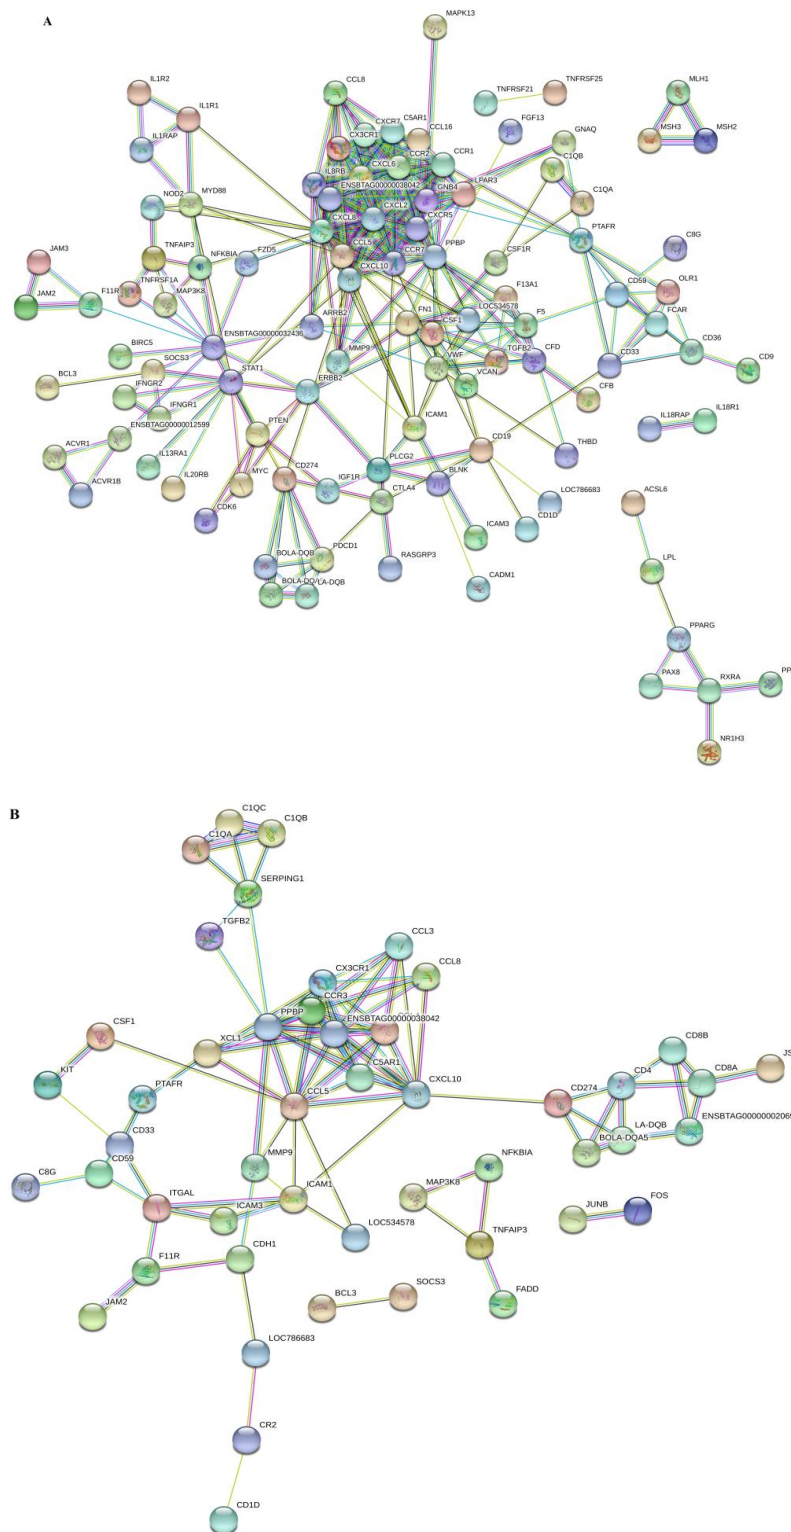 A
MAPK13
IL1R2
CCL8
TNFRSF25
TNFRSF21
MLH1
IL1R1
C5AR1
CXCR7
CCL16
FGF13
IL1RAP
CX3CR1
GNAQ
MSH3
MSH2
CCR2
CCR1
CXCL6
C1QB
IL8RB
ENSBTAG00000038042
GNB4
LPAR3
C1QA
NOD2
MYD88
CXCL2
CXCL8
CXCR5
PTAFR
JAM3
TNFAIP3
NFKBIA
FZD5
CCL5
CCR7
PPBP
CSF1R
C8G
CXCL10
TNFRSF1A
F11R
MAP3K8
F13A1
CD59
OLR1
JAM2
ARRB2
FN1
LOC534578
F5
FCAR
ENSBTAG00000032436
CSF1
BIRC5
MMP9
VWF
TGFB2
CFD
CD33
CD36
CD9
BCL3
SOCS3
STAT1
ERBB2
VCAN
CFB
IFNGR2
IFNGR1
PTEN
ICAM1
THBD
IL18RAP
IL18R1
ENSBTAG00000012599
ACVR1
IL13RA1
CD19
ACVR1B
IL20RB
MYC
CD274
IGF1R
PLCG2
BLNK
CTLA4
LOC786683
CDK6
ICAM3
CD1D
ACSL6
BOLA-DQB
PDCD1
RASGRP3
LPL
BOLA-DQ
LA-DQB
CADM1
PPARG
PAX8
RXRA
PP
NR1H3
B
C1QC
C1QB
C1QA
SERPING1
TGFB2
CCL3
CX3CR1
CCL8
CCR3
PPBP
ENSBTAG00000038042
CSF1
XCL1
C5AR1
CD8B
KIT
CXCL10
CD4
CD8A
JS
PTAFR
CCL5
CD274
CD33
LA-DQB
ENSBTAG0000000206
CD59
MMP9
BOLA-DQA5
C8G
ITGAL
ICAM1
NFKBIA
ICAM3
MAP3K8
LOC534578
JUNB
FOS
F11R
CDH1
TNFAIP3
JAM2
BCL3
SOCS3
FADD
LOC786683
CR2
CD1D